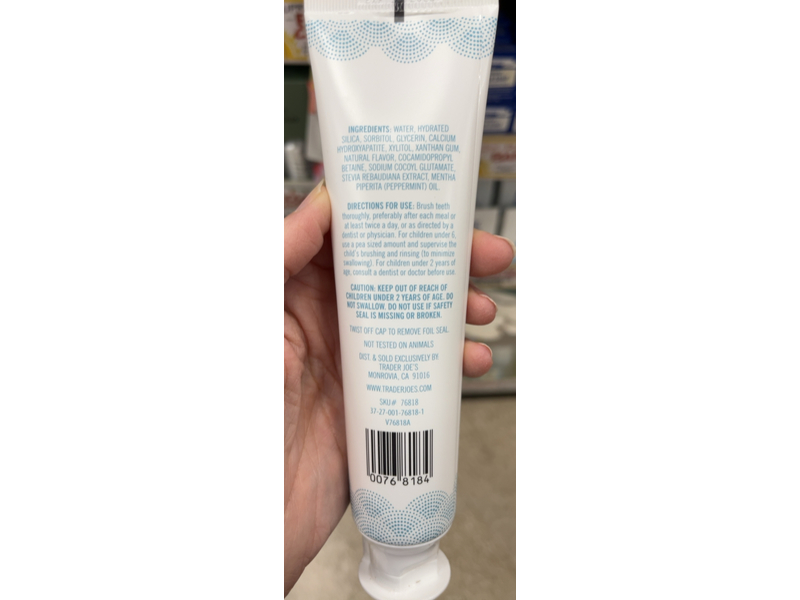 INGREDIENTS: WATER, HYDRATED
SILICA, SORBITOL, GLYCERIN, CALCIUM
HYDROXYAPATITE, XYLITOL, XANTHAN GUM,
NATURAL FLAVOR, COCAMIDOPROPYL
BETAINE, SODIUM COCOYL GLUTAMATE,
STEVIA REBAUDIANA EXTRACT, MENTHA
PIPERITA (PEPPERMINT) OIL.
DIRECTIONS FOR USE: Brush teeth
thoroughly, preferably after each meal or
at least twice a day, or as directed by a
dentist or physician. For children under 6,
use a pea sized amount and supervise the
child's brushing and rinsing (to minimize
swallowing). For children under 2 years of
age, consult a dentist or doctor before use.
CAUTION: KEEP OUT OF REACH OF
CHILDREN UNDER 2 YEARS OF AGE. DO
NOT SWALLOW. DO NOT USE IF SAFETY
SEAL IS MISSING OR BROKEN.
TWIST OFF CAP TO REMOVE FOIL SEAL.
NOT TESTED ON ANIMALS
DIST. & SOLD EXCLUSIVELY BY
TRADER JOE'S
MONROVIA, CA 91016
WWW.TRADERJOES.COM
SKU# 76818
37-27-001-76818-1
V76818A
0076 8184